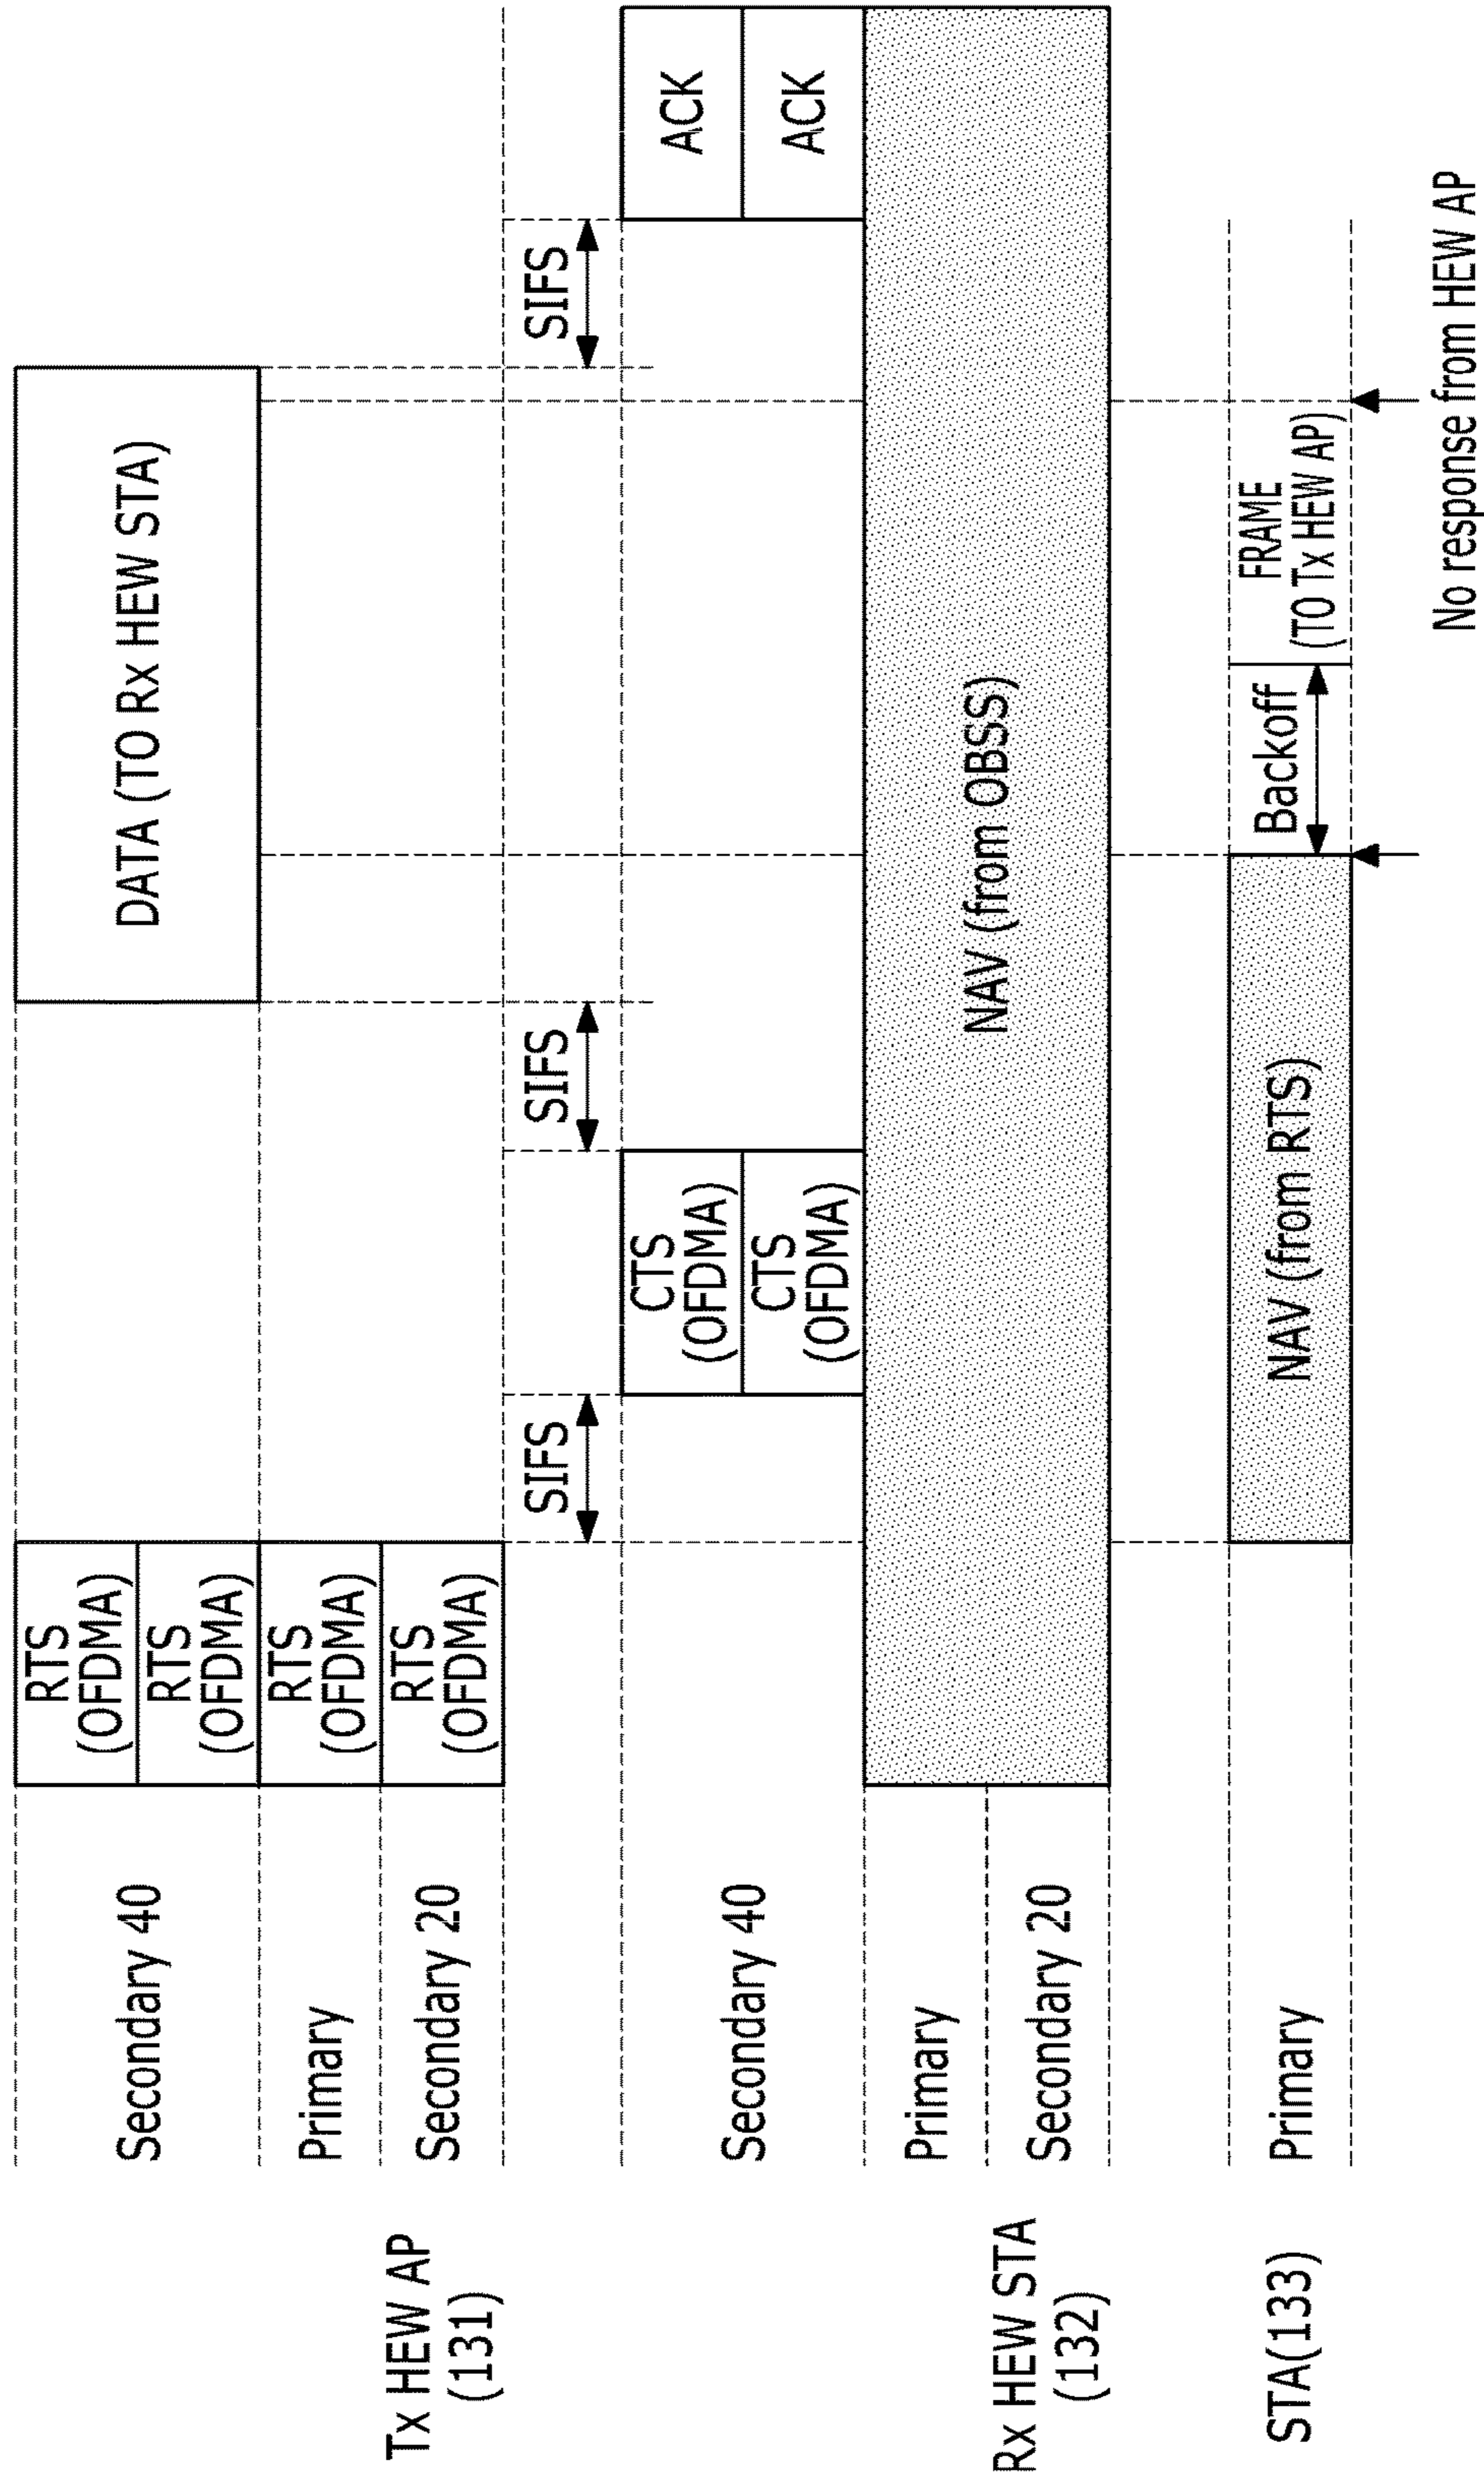 Secondary 40
RTS
(OFDMA)
RTS
(OFDMA)
DATA (TO Rx HEW STA)
Tx HEW AP
(131)
Primary
RTS
(OFDMA)
Secondary 20
RTS
(OFDMA)
SIFS
SIFS
SIFS
Secondary 40
CTS
(OFDMA)
CTS
(OFDMA)
ACK
ACK
Rx HEW STA
(132)
Primary
Secondary 20
NAV (from OBSS)
STA(133)
Primary
NAV (from RTS)
Backoff
FRAME
(TO Tx HEW AP)
No response from HEW AP